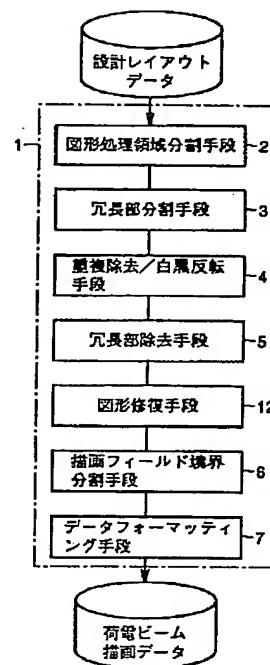 設計レイアウト
データ
1
図形処理領域分割手段
2
冗長部分割手段
3
重複除去/白黒反転
手段
4
冗長部除去手段
5
図形修復手段
12
描画フィールド境界
分割手段
6
データフォーマッティ
ング手段
7
荷電ビーム
描画データ